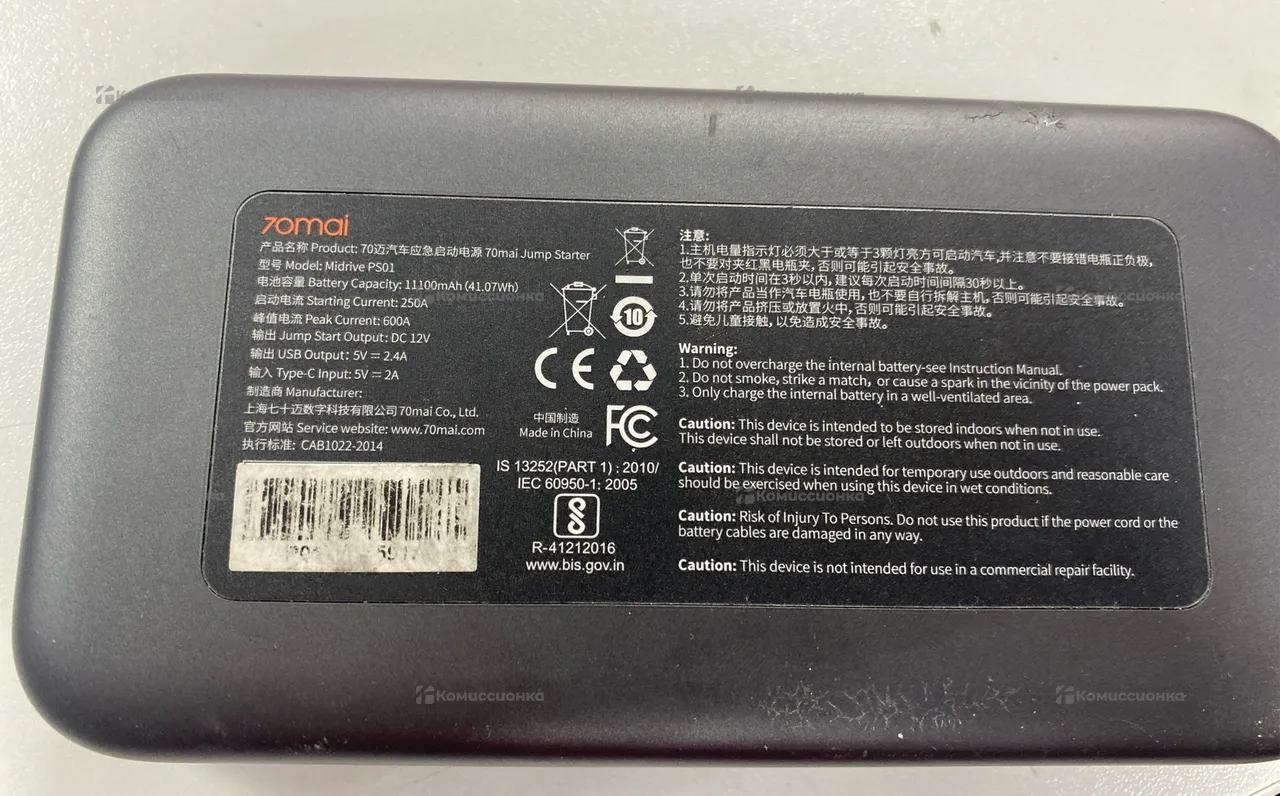 70mai
产品名称 Product: 70迈汽车应急启动电源 70mai Jump Starter
型号 Model: Midrive PS01
电池容量 Battery Capacity: 11100mAh (41.07Wh)
启动电流 Starting Current: 250A
峰值电流 Peak Current: 600A
输出 Jump Start Output: DC 12V
输出 USB Output: 5V = 2.4A
输入 Type-C Input: 5V = 2A
制造商 Manufacturer:
上海七十迈数字科技有限公司 70mai Co., Ltd.
官方网站 Service website: www.70mai.com
执行标准: CAB1022-2014
10
CE
中国制造
Made in China
FC
IS 13252(PART 1) : 2010/
IEC 60950-1: 2005
R-41212016
www.bis.gov.in
注意:
1.主机电量指示灯必须大于或等于3颗灯亮方可启动汽车,并注意不要接错电瓶正负极,
也不要对夹红黑电瓶夹, 否则可能引起安全事故。
2.单次启动时间在3秒以内, 建议每次启动时间间隔30秒以上。
3.请勿将产品当作汽车电瓶使用, 也不要自行拆解主机, 否则可能引起安全事故。
4.请勿将产品挤压或放置火中, 否则可能引起安全事故。
5.避免儿童接触, 以免造成安全事故。
Warning:
1. Do not overcharge the internal battery-see Instruction Manual.
2. Do not smoke, strike a match, or cause a spark in the vicinity of the power pack.
3. Only charge the internal battery in a well-ventilated area.
Caution: This device is intended to be stored indoors when not in use.
This device shall not be stored or left outdoors when not in use.
Caution: This device is intended for temporary use outdoors and reasonable care
should be exercised when using this device in wet conditions.
Caution: Risk of Injury To Persons. Do not use this product if the power cord or the
battery cables are damaged in any way.
Caution: This device is not intended for use in a commercial repair facility.
Комиссионка
Комиссионка
Комиссионка
Комиссионка
Комиссионка